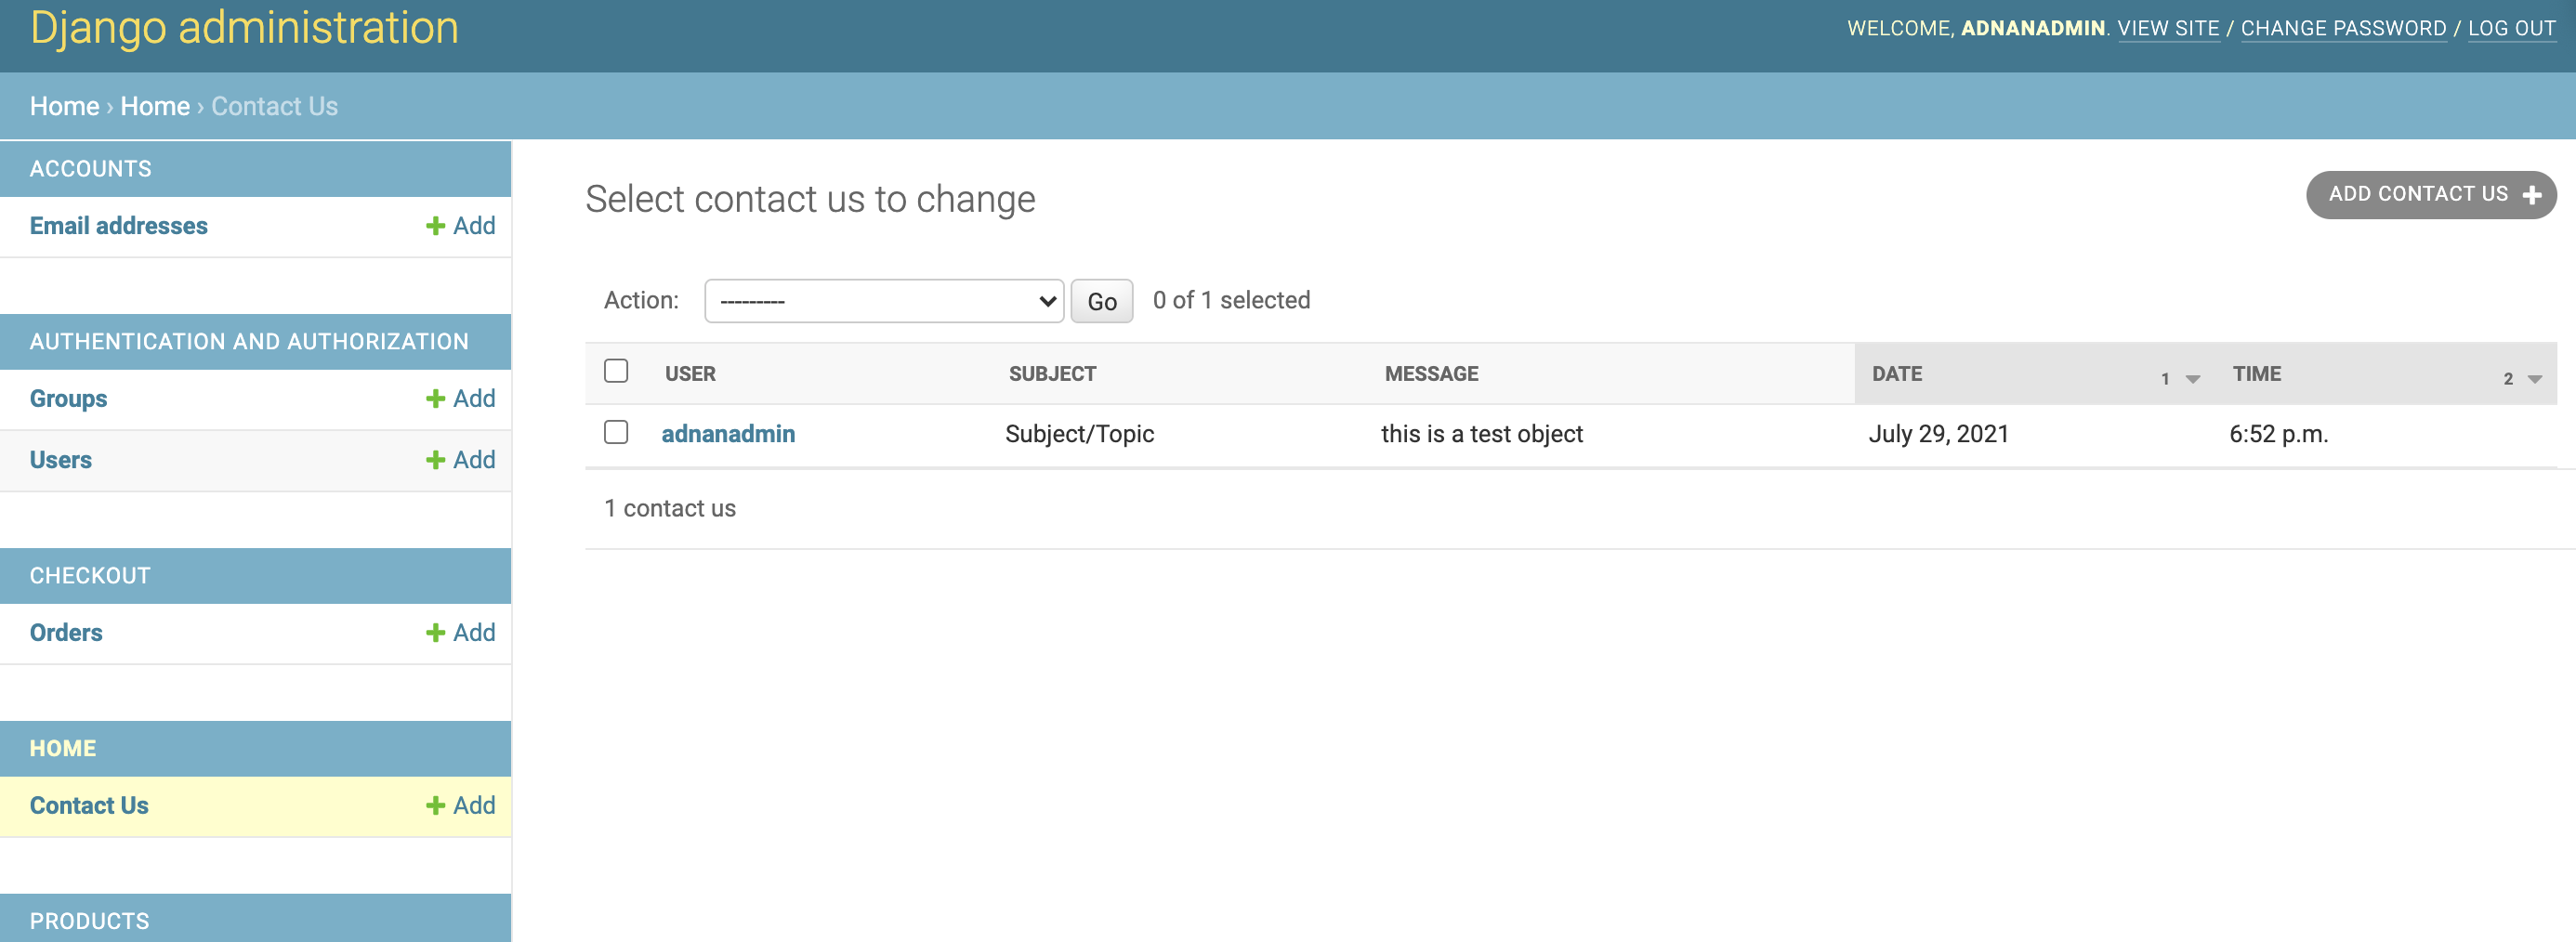 Django administration
WELCOME, ADNANADMIN. VIEW SITE / CHANGE PASSWORD / LOG OUT
Home › Home › Contact Us
ACCOUNTS
Email addresses + Add
AUTHENTICATION AND AUTHORIZATION
Groups + Add
Users + Add
CHECKOUT
Orders + Add
HOME
Contact Us + Add
PRODUCTS
Select contact us to change
ADD CONTACT US +
Action: --------- Go 0 of 1 selected
USER SUBJECT MESSAGE DATE 1 TIME 2
adnanadmin Subject/Topic this is a test object July 29, 2021 6:52 p.m.
1 contact us